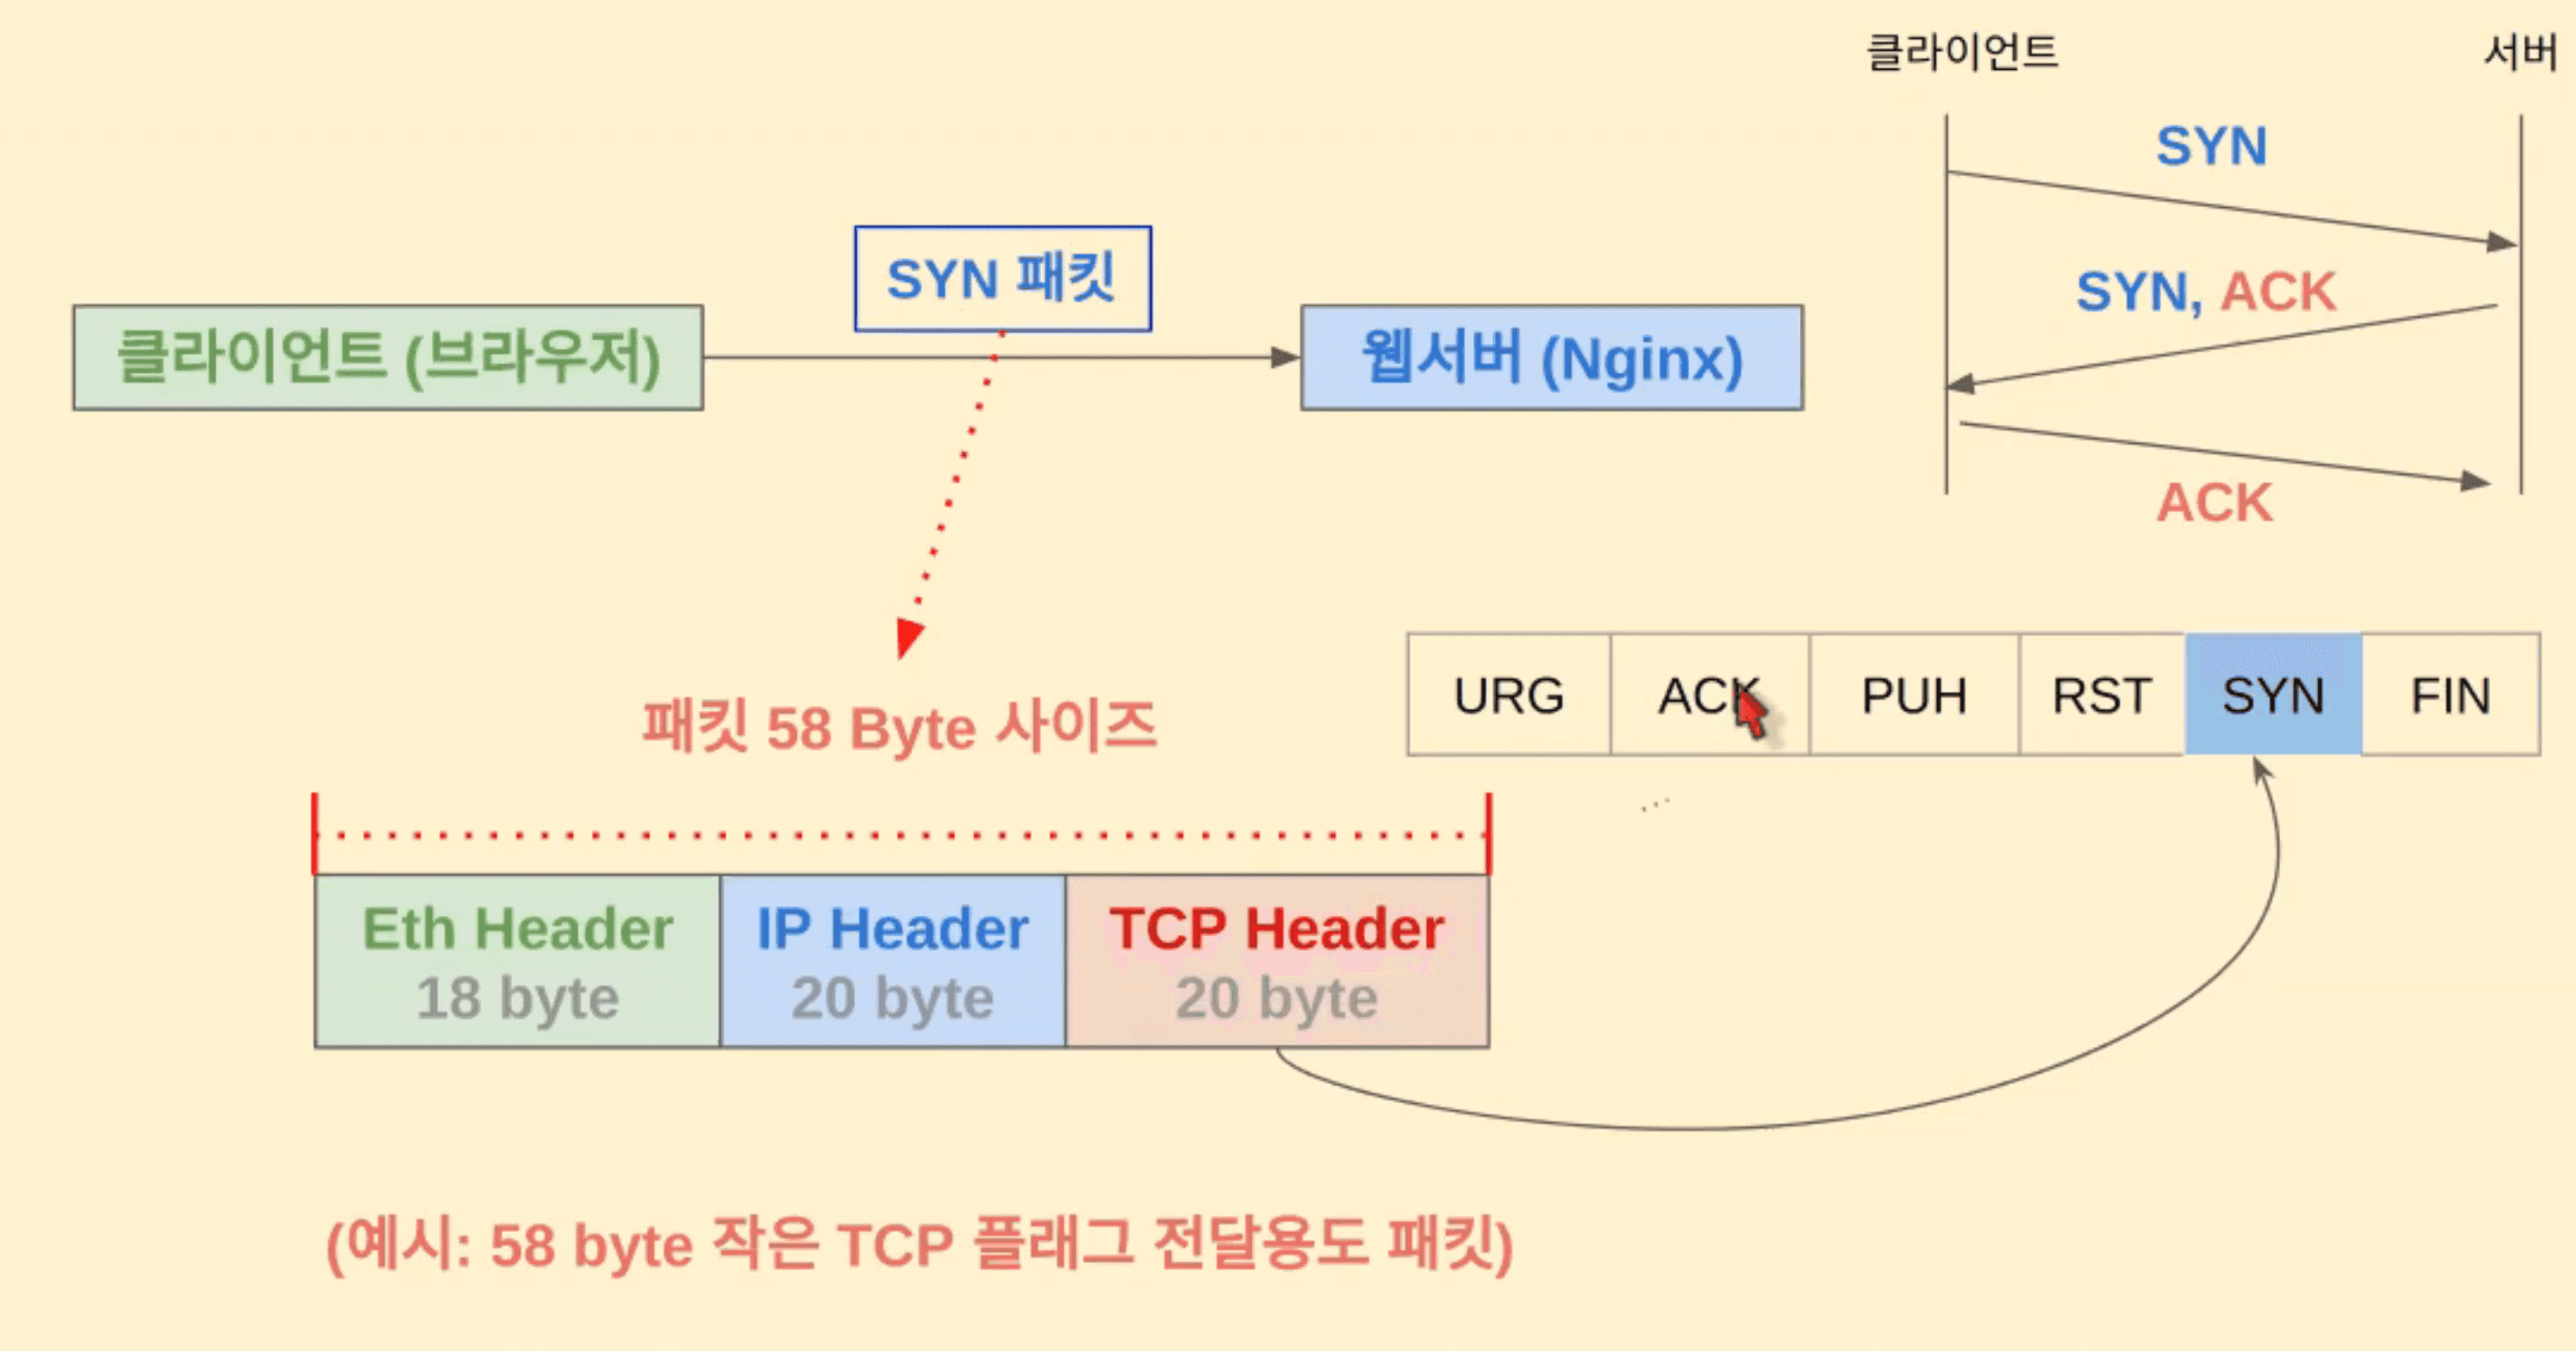 클라이언트
서버
SYN
SYN, ACK
ACK
SYN 패킷
클라이언트 (브라우저)
웹서버 (Nginx)
패킷 58 Byte 사이즈
URG
ACK
PUH
RST
SYN
FIN
...
Eth Header
18 byte
IP Header
20 byte
TCP Header
20 byte
(예시: 58 byte 작은 TCP 플래그 전달용도 패킷)